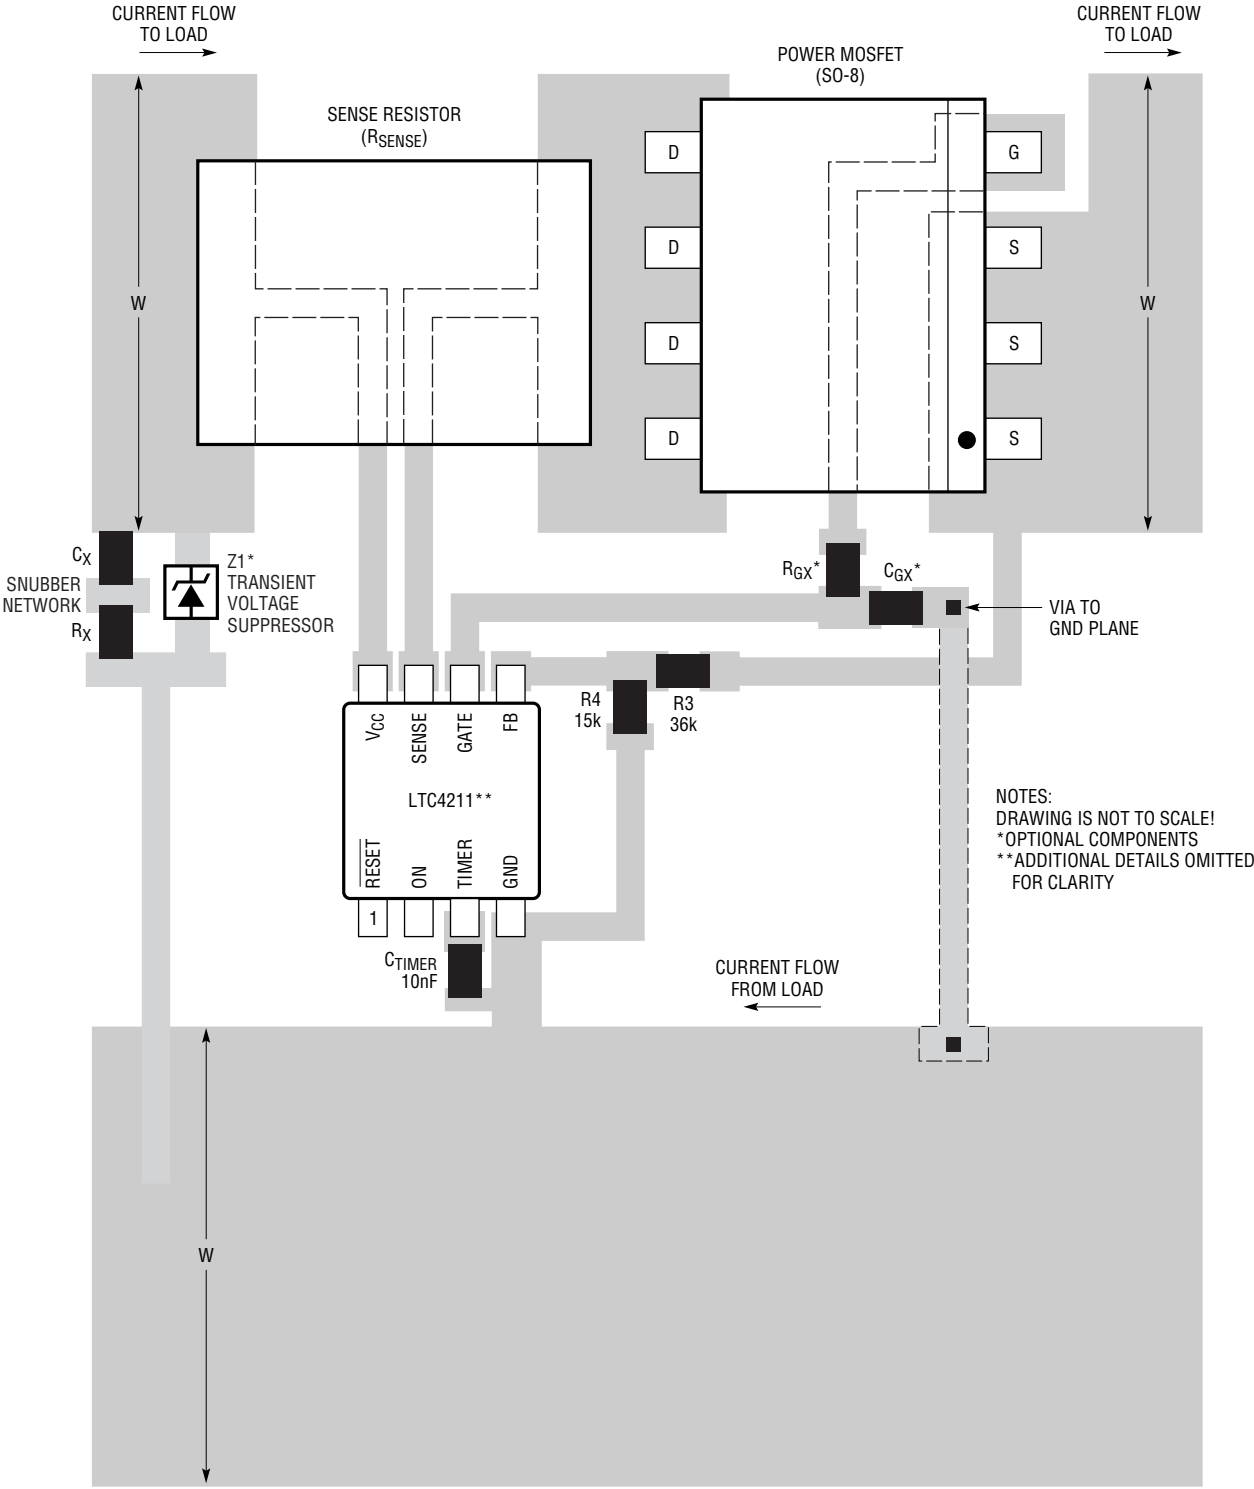 CURRENT FLOW
TO LOAD
CURRENT FLOW
TO LOAD
POWER MOSFET
(SO-8)
SENSE RESISTOR
(RSENSE)
D
G
D
S
W
W
D
S
D
S
CX
SNUBBER
NETWORK
RX
Z1*
TRANSIENT
VOLTAGE
SUPPRESSOR
RGX*
CGX*
VIA TO
GND PLANE
R4
15k
R3
36k
VCC
SENSE
GATE
FB
LTC4211**
RESET
ON
TIMER
GND
1
NOTES:
DRAWING IS NOT TO SCALE!
*OPTIONAL COMPONENTS
**ADDITIONAL DETAILS OMITTED
FOR CLARITY
CTIMER
10nF
CURRENT FLOW
FROM LOAD
W